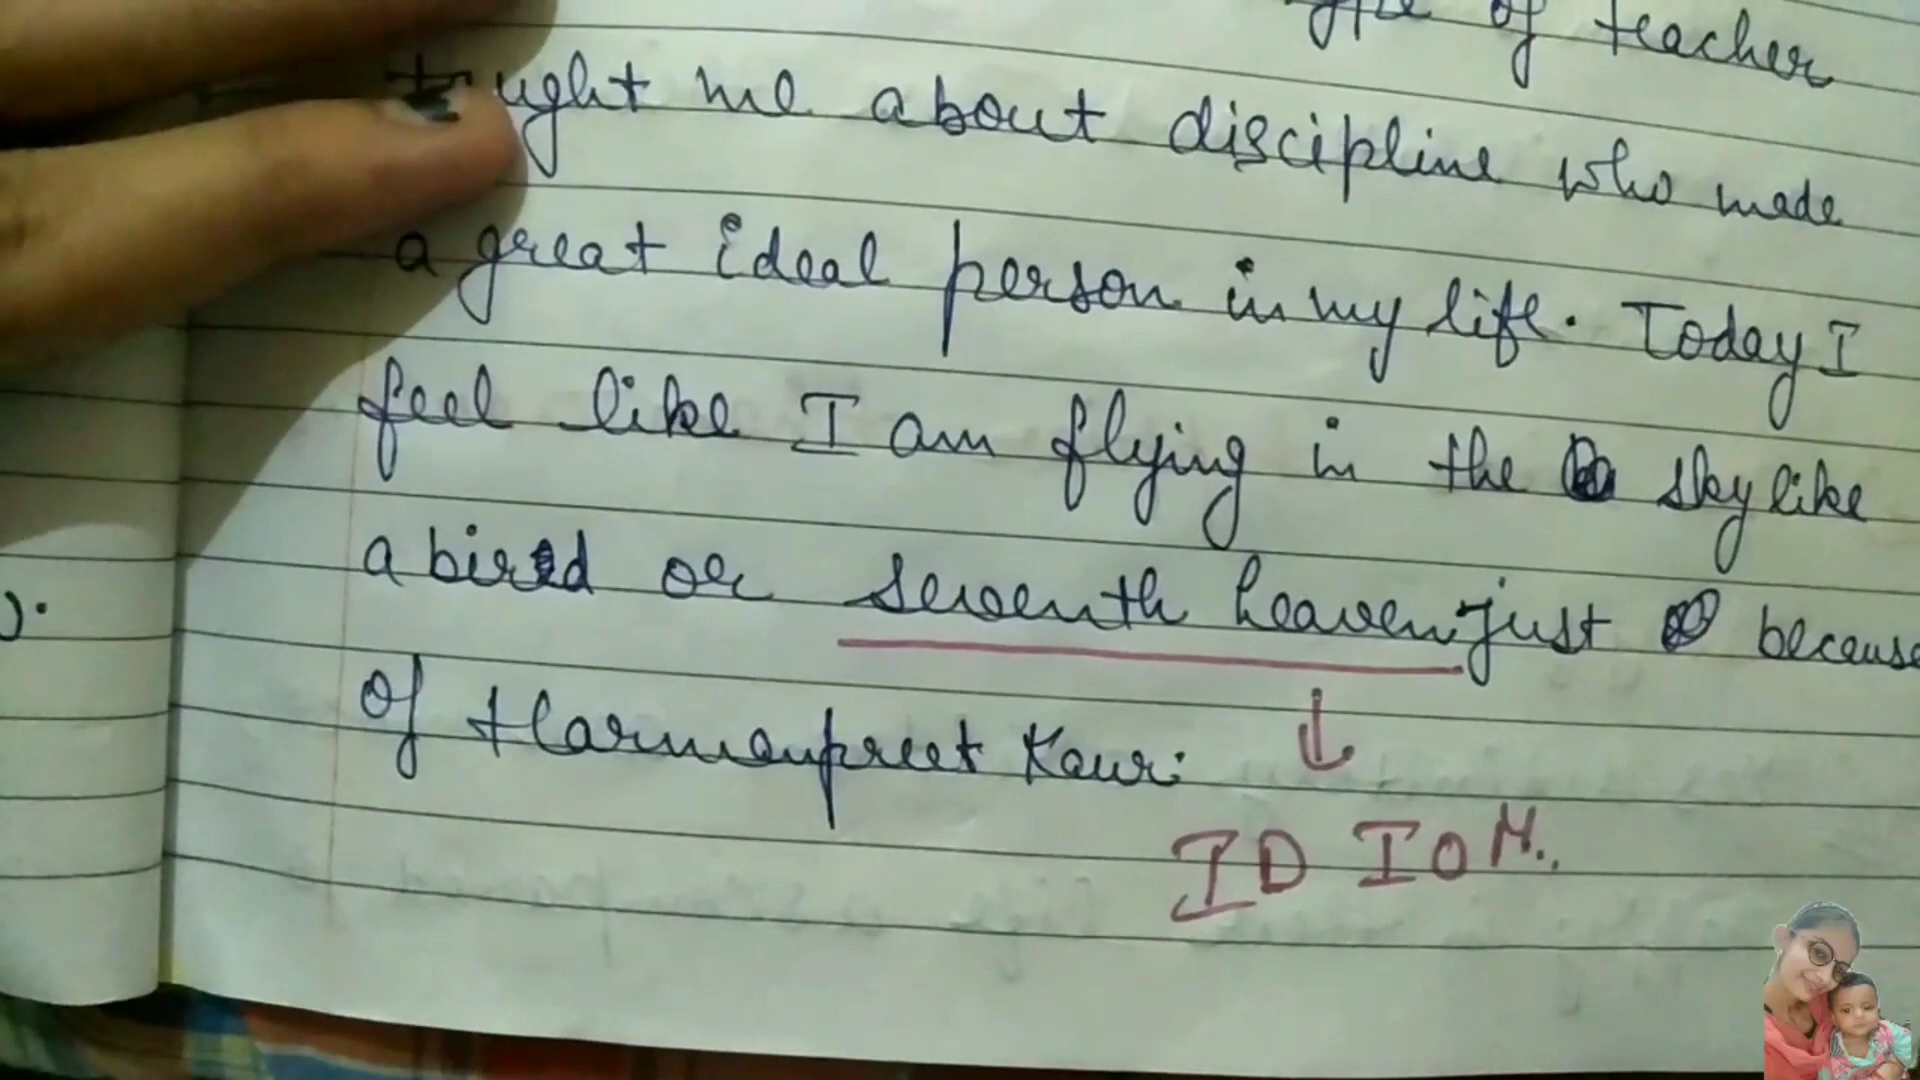 of teacher
taught me about discipline who made
a great ideal person in my life. Today I
feel like I am flying in the sky like
a bird or seventh heaven just because
of Harmanpreet Kaur.
IDIOM..
).